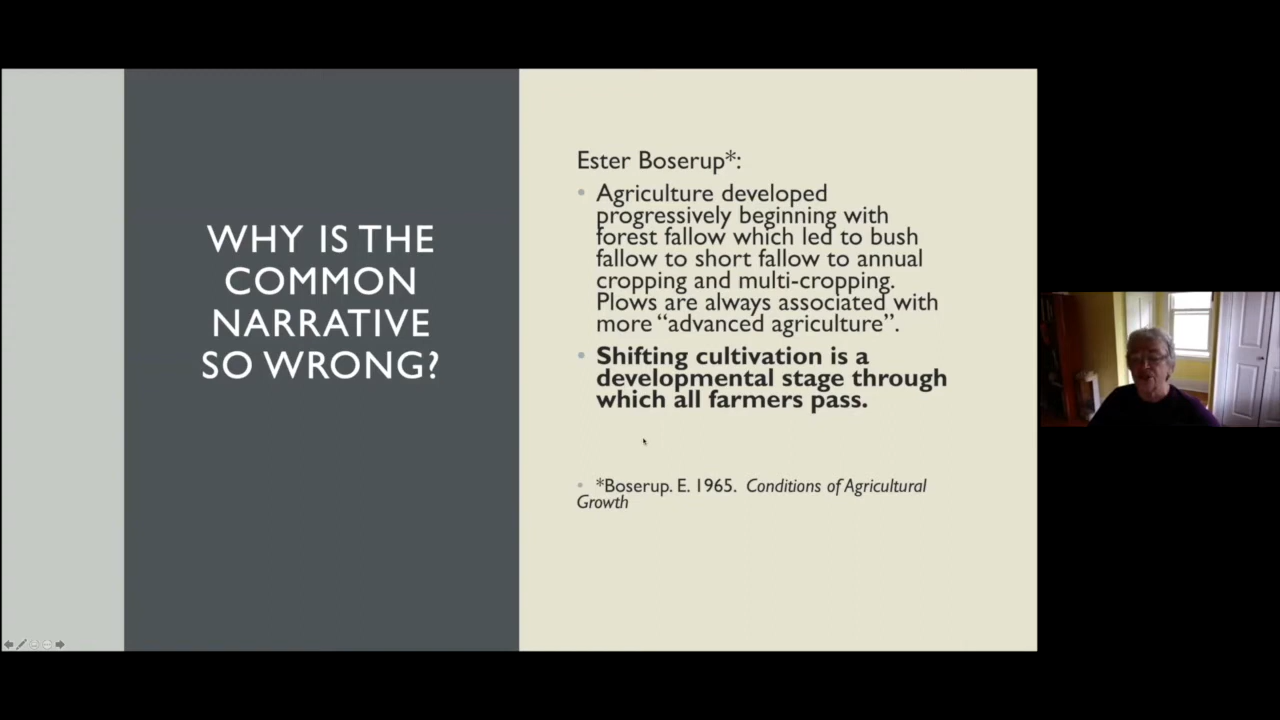 WHY IS THE
COMMON
NARRATIVE
SO WRONG?
Ester Boserup*:
• Agriculture developed
progressively beginning with
forest fallow which led to bush
fallow to short fallow to annual
cropping and multi-cropping.
Plows are always associated with
more “advanced agriculture”.
• Shifting cultivation is a
developmental stage through
which all farmers pass.
• *Boserup. E. 1965. Conditions of Agricultural
Growth